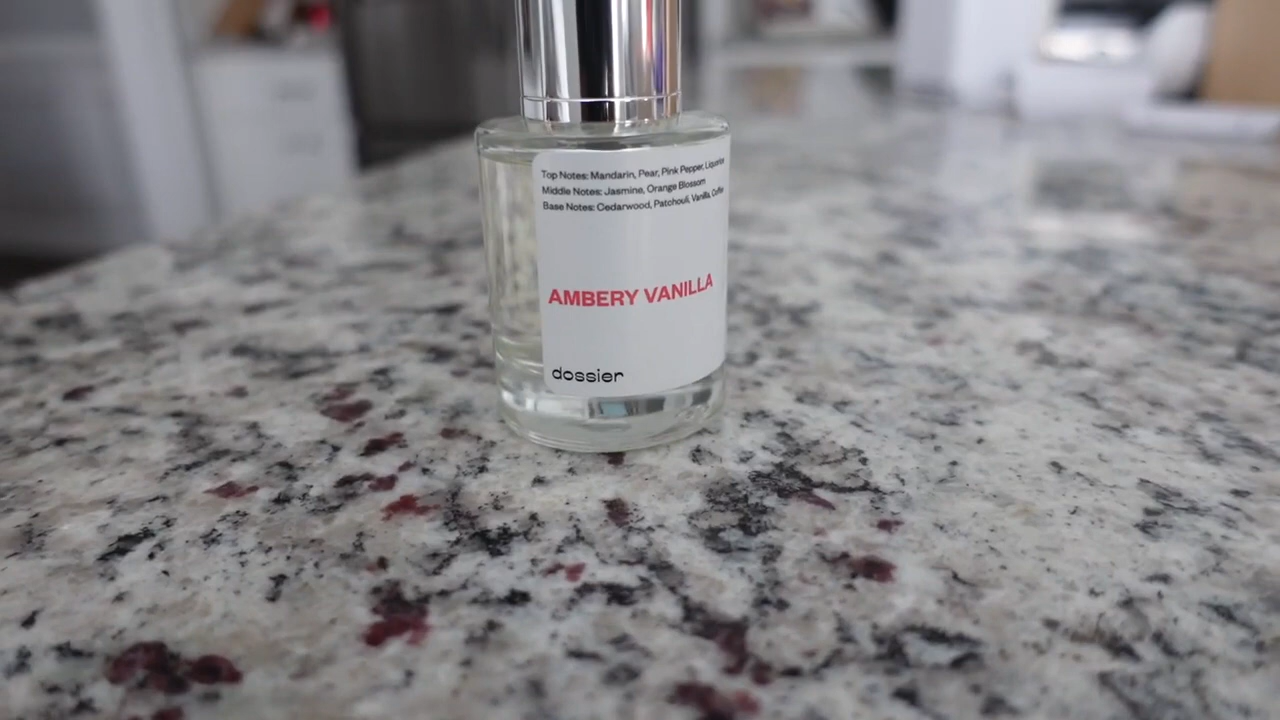 Top Notes: Mandarin, Pear, Pink Pepper, Liquorice
Middle Notes: Jasmine, Orange Blossom
Base Notes: Cedarwood, Patchouli, Vanilla, Coffee
AMBERY VANILLA
dossier